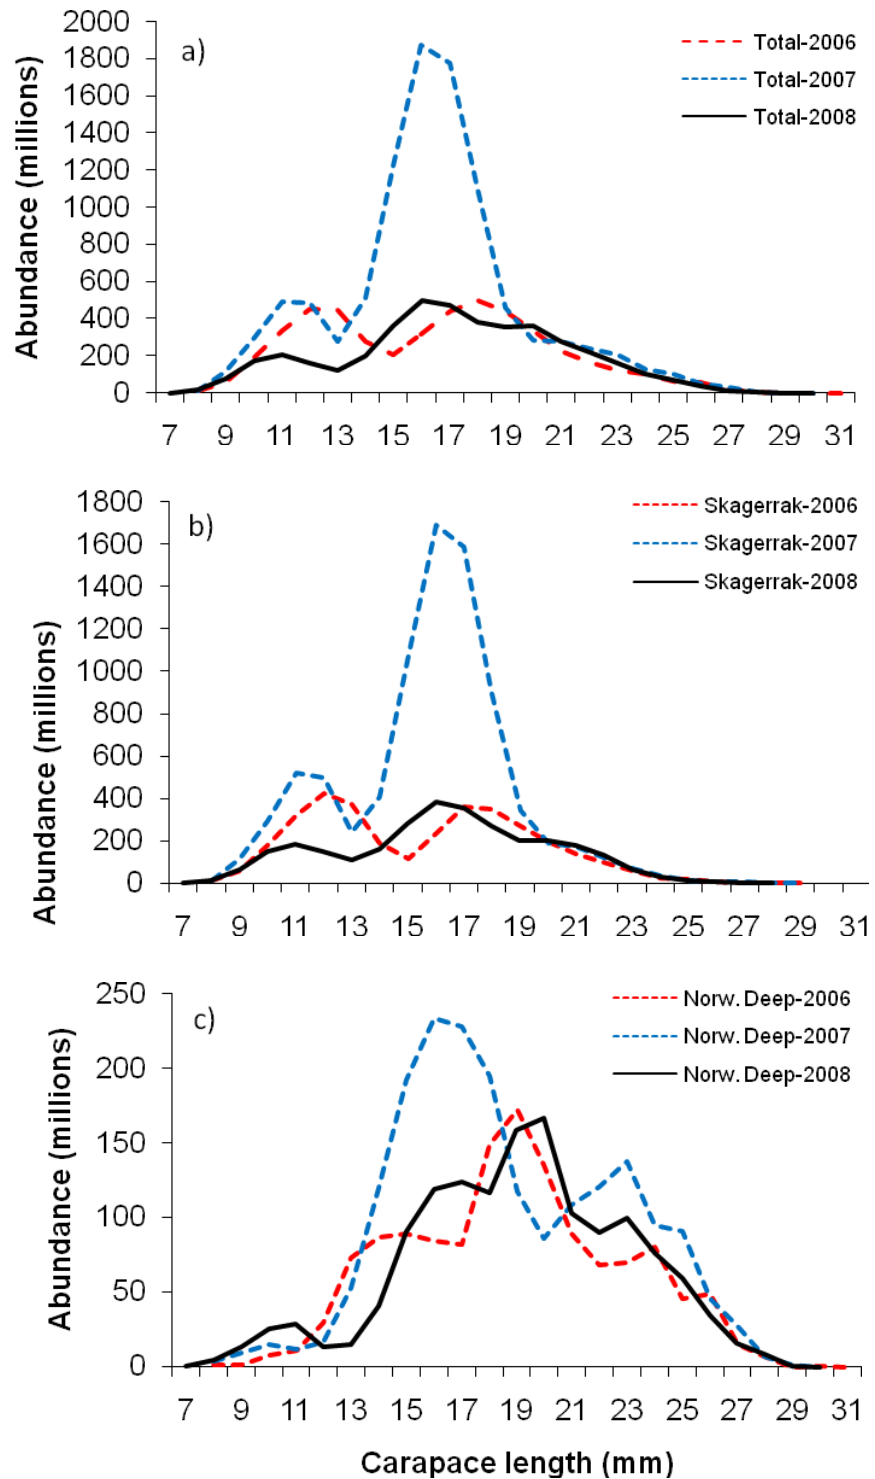 a)
Total-2006
Total-2007
Total-2008
Abundance (millions)
2000
1800
1600
1400
1200
1000
800
600
400
200
0
7 9 11 13 15 17 19 21 23 25 27 29 31
b)
Skagerrak-2006
Skagerrak-2007
Skagerrak-2008
Abundance (millions)
1800
1600
1400
1200
1000
800
600
400
200
0
7 9 11 13 15 17 19 21 23 25 27 29 31
c)
Norw. Deep-2006
Norw. Deep-2007
Norw. Deep-2008
Abundance (millions)
250
200
150
100
50
0
7 9 11 13 15 17 19 21 23 25 27 29 31
Carapace length (mm)